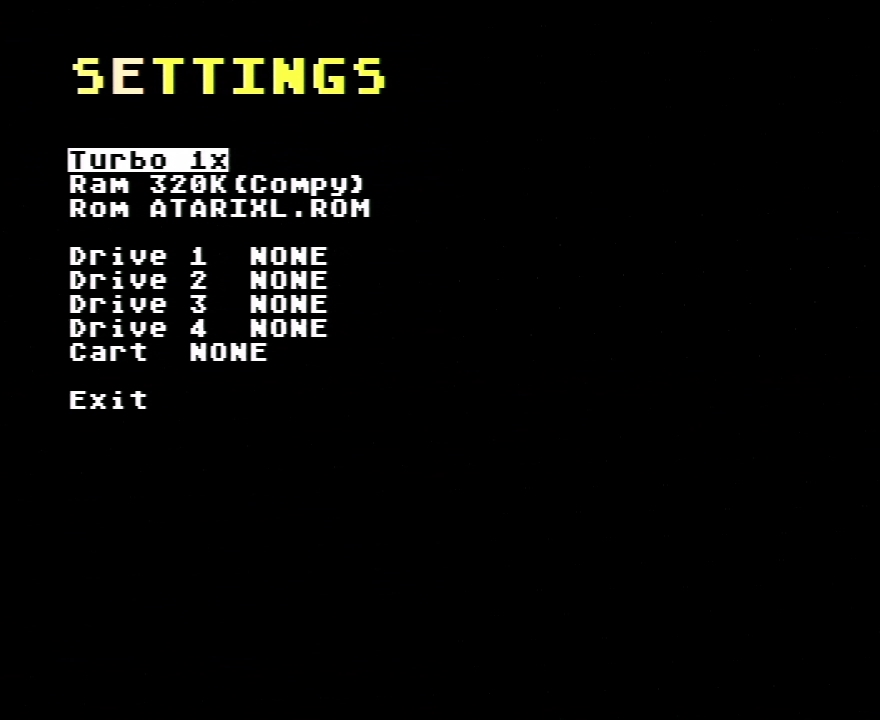 SETTINGS
Turbo 1x
Ram 320K(Compy)
Rom ATARIXL.ROM
Drive 1 NONE
Drive 2 NONE
Drive 3 NONE
Drive 4 NONE
Cart NONE
Exit